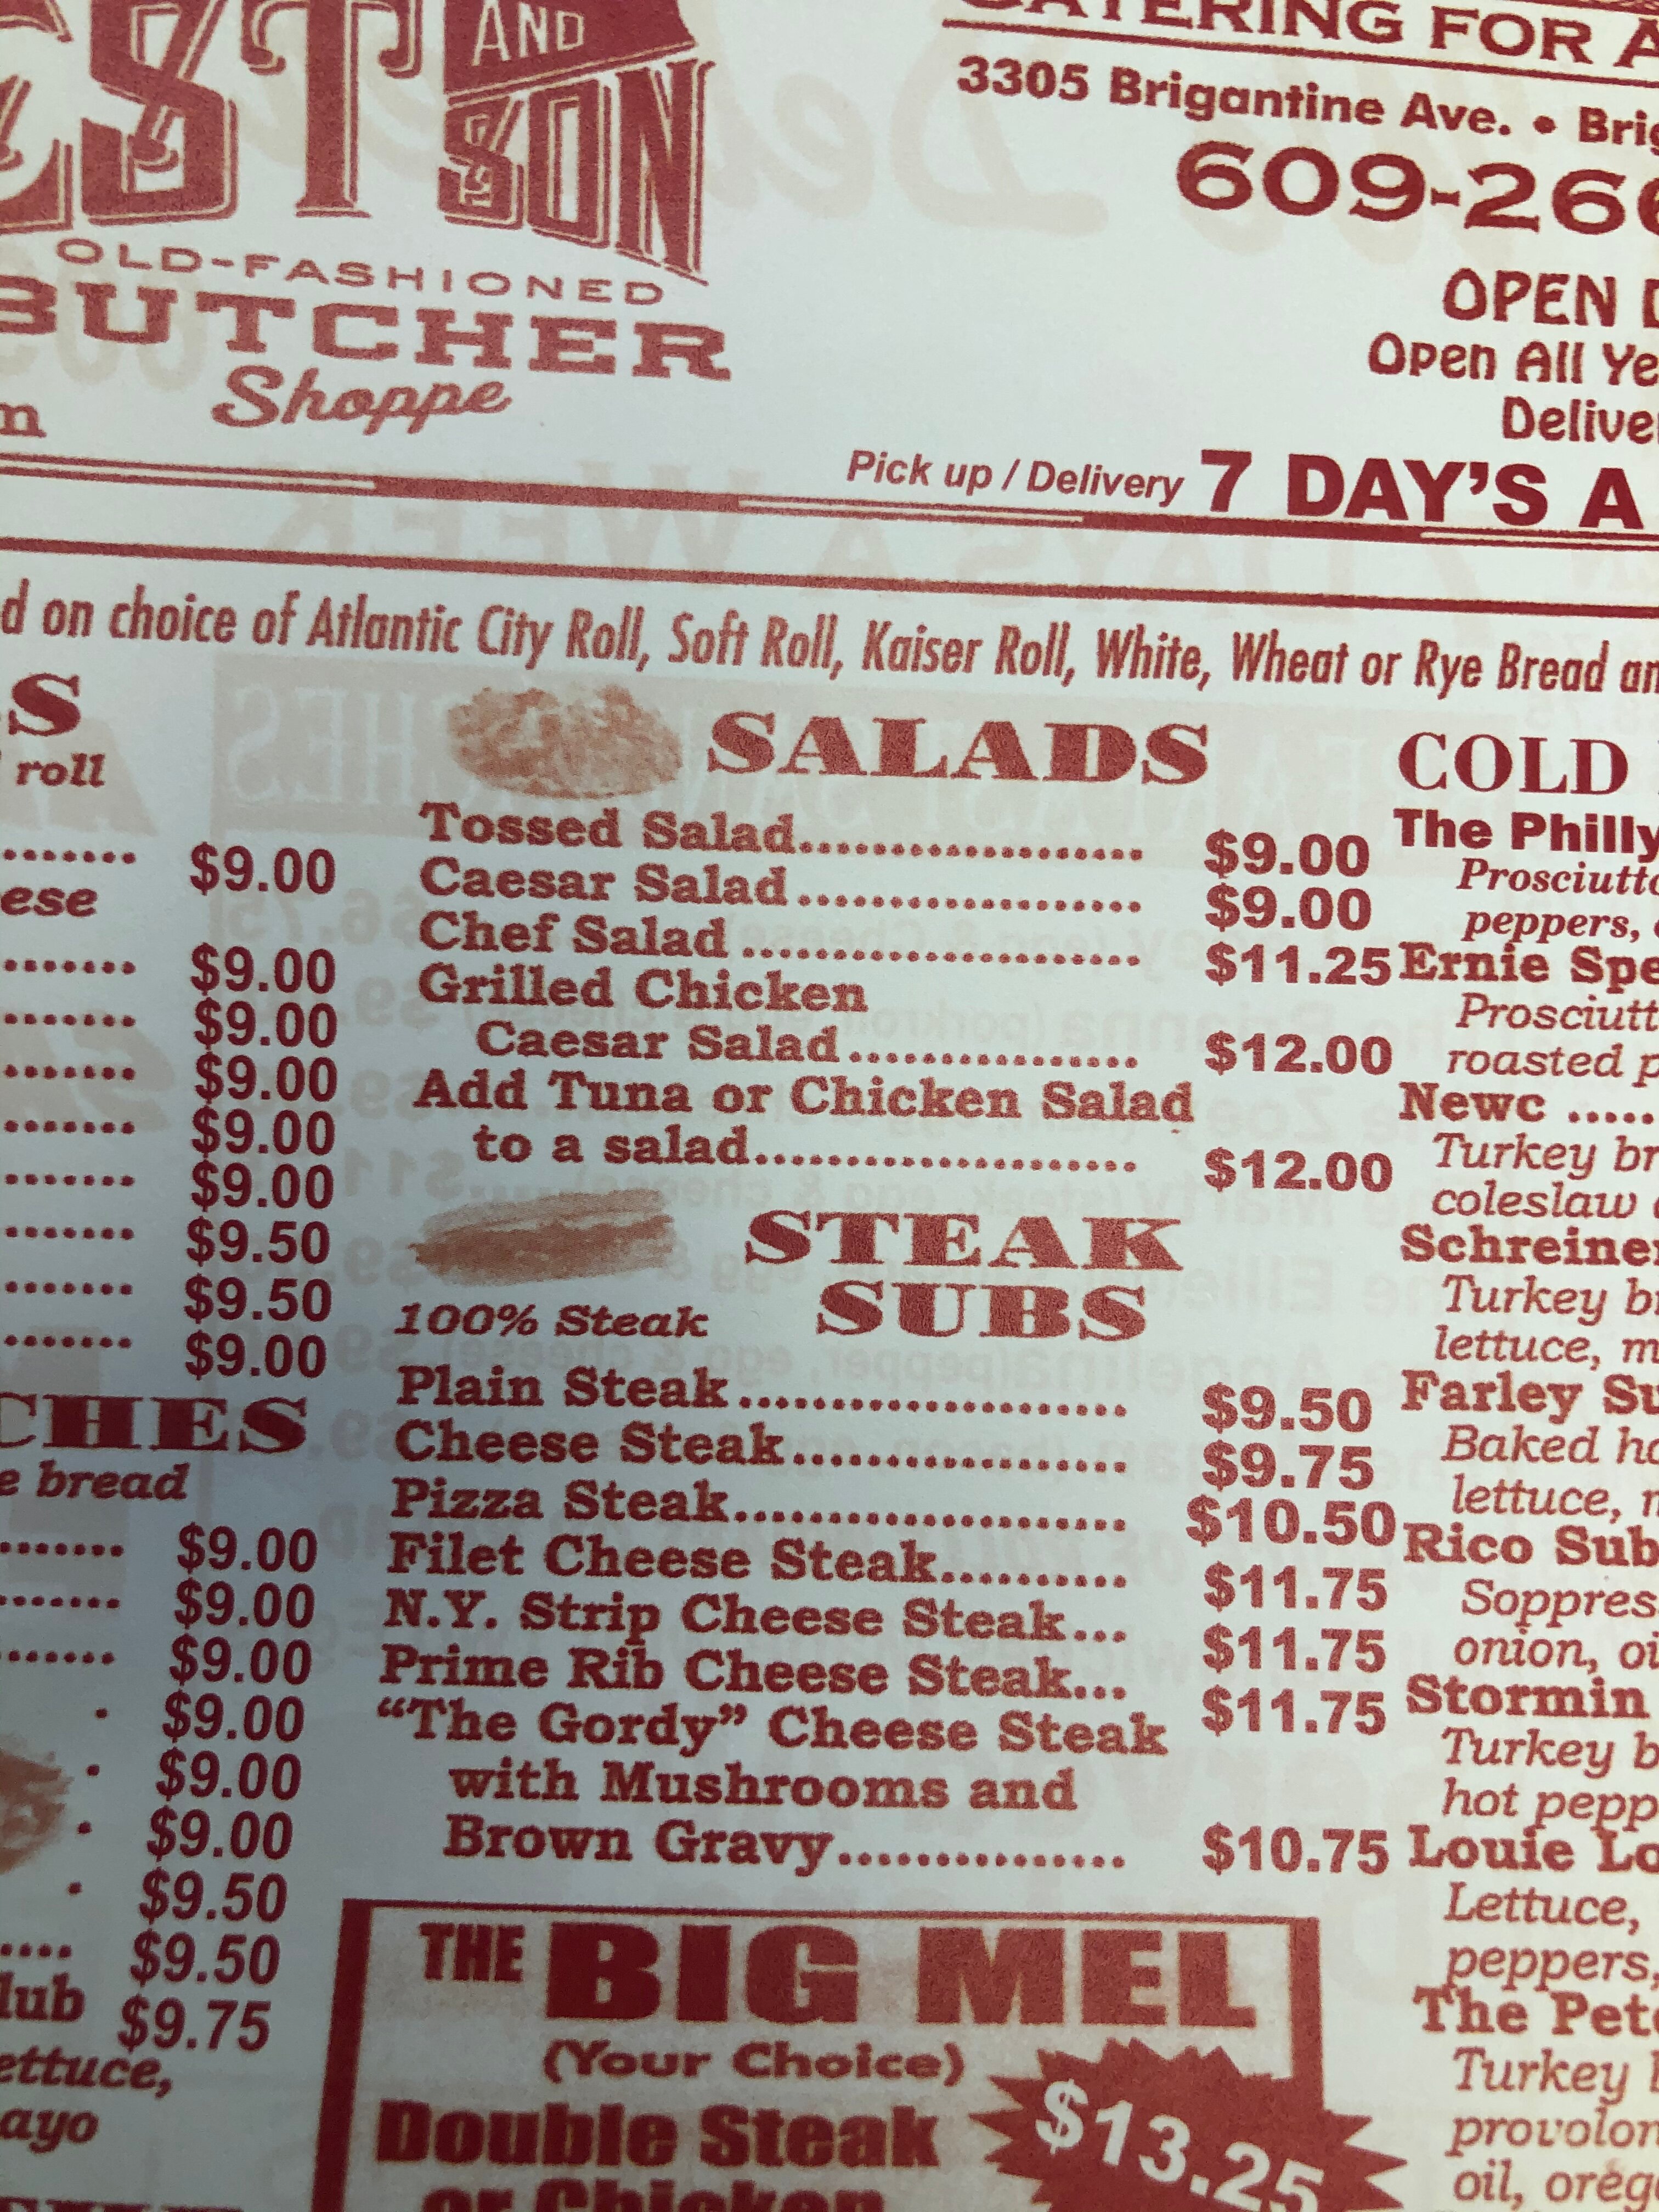 AND
SON
OLD-FASHIONED
BUTCHER
Shoppe
CATERING FOR A
3305 Brigantine Ave. • Brig
609-266
OPEN D
Open All Ye
Delive
Pick up / Delivery 7 DAY'S A
d on choice of Atlantic City Roll, Soft Roll, Kaiser Roll, White, Wheat or Rye Bread an
S
roll
....... $9.00
ese
....... $9.00
....... $9.00
....... $9.00
....... $9.00
....... $9.00
....... $9.50
....... $9.50
....... $9.00
CHES
e bread
....... $9.00
....... $9.00
....... $9.00
. $9.00
. $9.00
. $9.00
. $9.50
.... $9.50
lub $9.75
ettuce,
ayo
SALADS
Tossed Salad................... $9.00
Caesar Salad................... $9.00
Chef Salad...................... $11.25
Grilled Chicken
Caesar Salad................ $12.00
Add Tuna or Chicken Salad
to a salad..................... $12.00
STEAK
SUBS
100% Steak
Plain Steak...................... $9.50
Cheese Steak................... $9.75
Pizza Steak...................... $10.50
Filet Cheese Steak.......... $11.75
N.Y. Strip Cheese Steak... $11.75
Prime Rib Cheese Steak... $11.75
“The Gordy” Cheese Steak
with Mushrooms and
Brown Gravy............... $10.75
THE BIG MEL
(Your Choice)
Double Steak
or Chicken
$13.25
COLD
The Philly
Prosciutto
peppers,
Ernie Spe
Prosciutt
roasted p
Newc .....
Turkey br
coleslaw
Schreiner
Turkey br
lettuce, m
Farley Su
Baked ha
lettuce,
Rico Sub
Soppres
onion, oi
Stormin
Turkey b
hot pepp
Louie Lo
Lettuce,
peppers,
The Pete
Turkey
provolon
oil, oreg